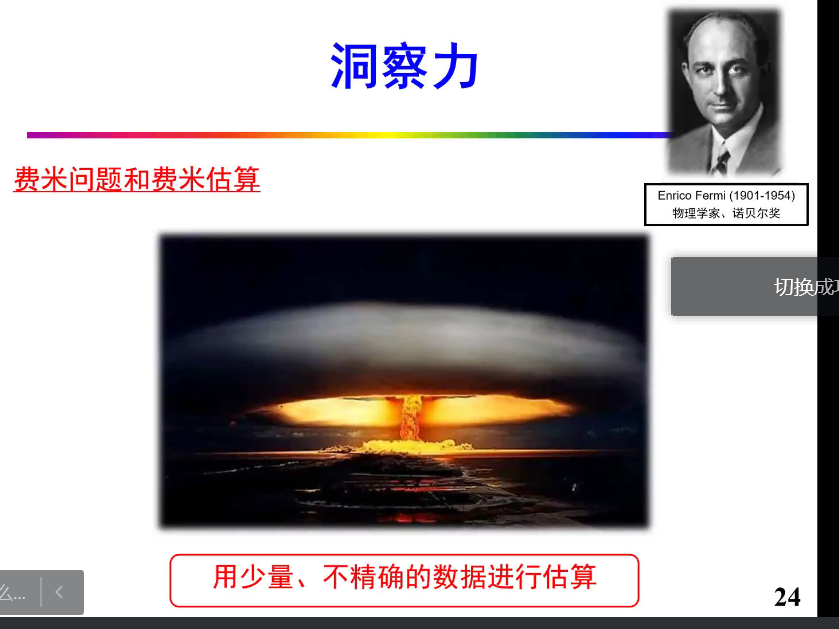 洞察力
费米问题和费米估算
Enrico Fermi (1901-1954)
物理学家、诺贝尔奖
切换成
用少量、不精确的数据进行估算
么...
24